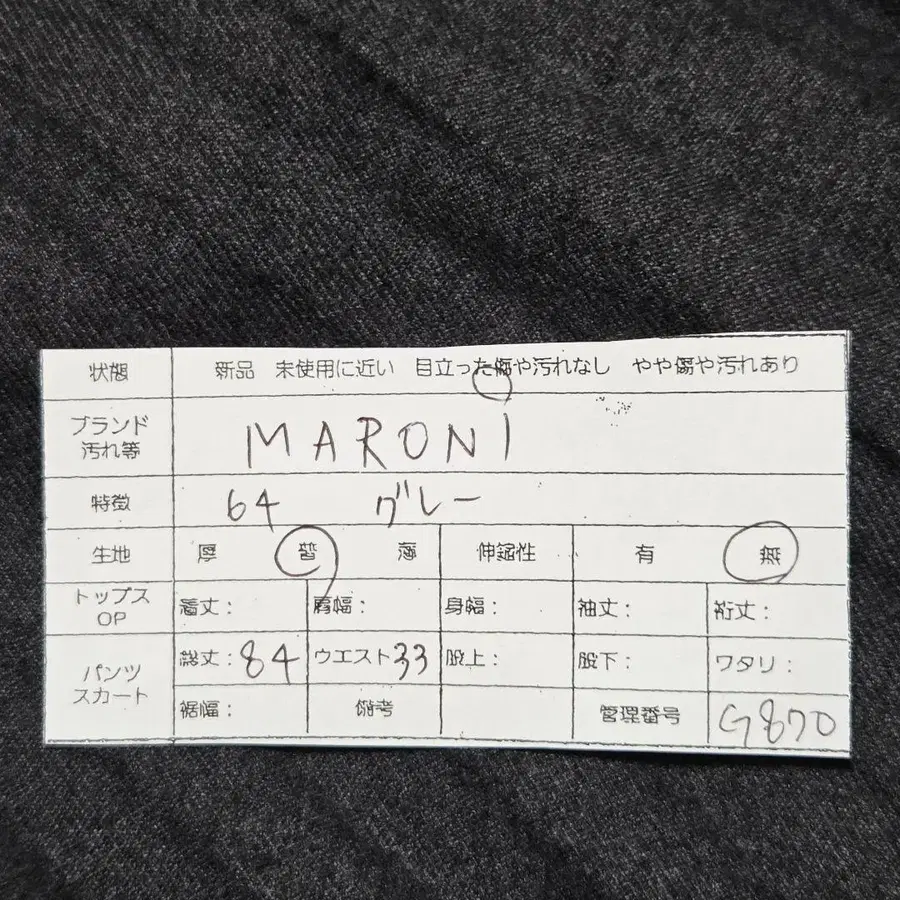 状態 新品 未使用に近い 目立った傷や汚れなし やや傷や汚れあり
ブランド
汚れ等 MARONI
特徴 64 グレー
生地 厚 普 薄 伸縮性 有 無
トップス
OP 着丈: 肩幅: 身幅: 袖丈: 裄丈:
パンツ
スカート 総丈:84 ウエスト33 股上: 股下: ワタリ:
裾幅: 備考 管理番号 G870